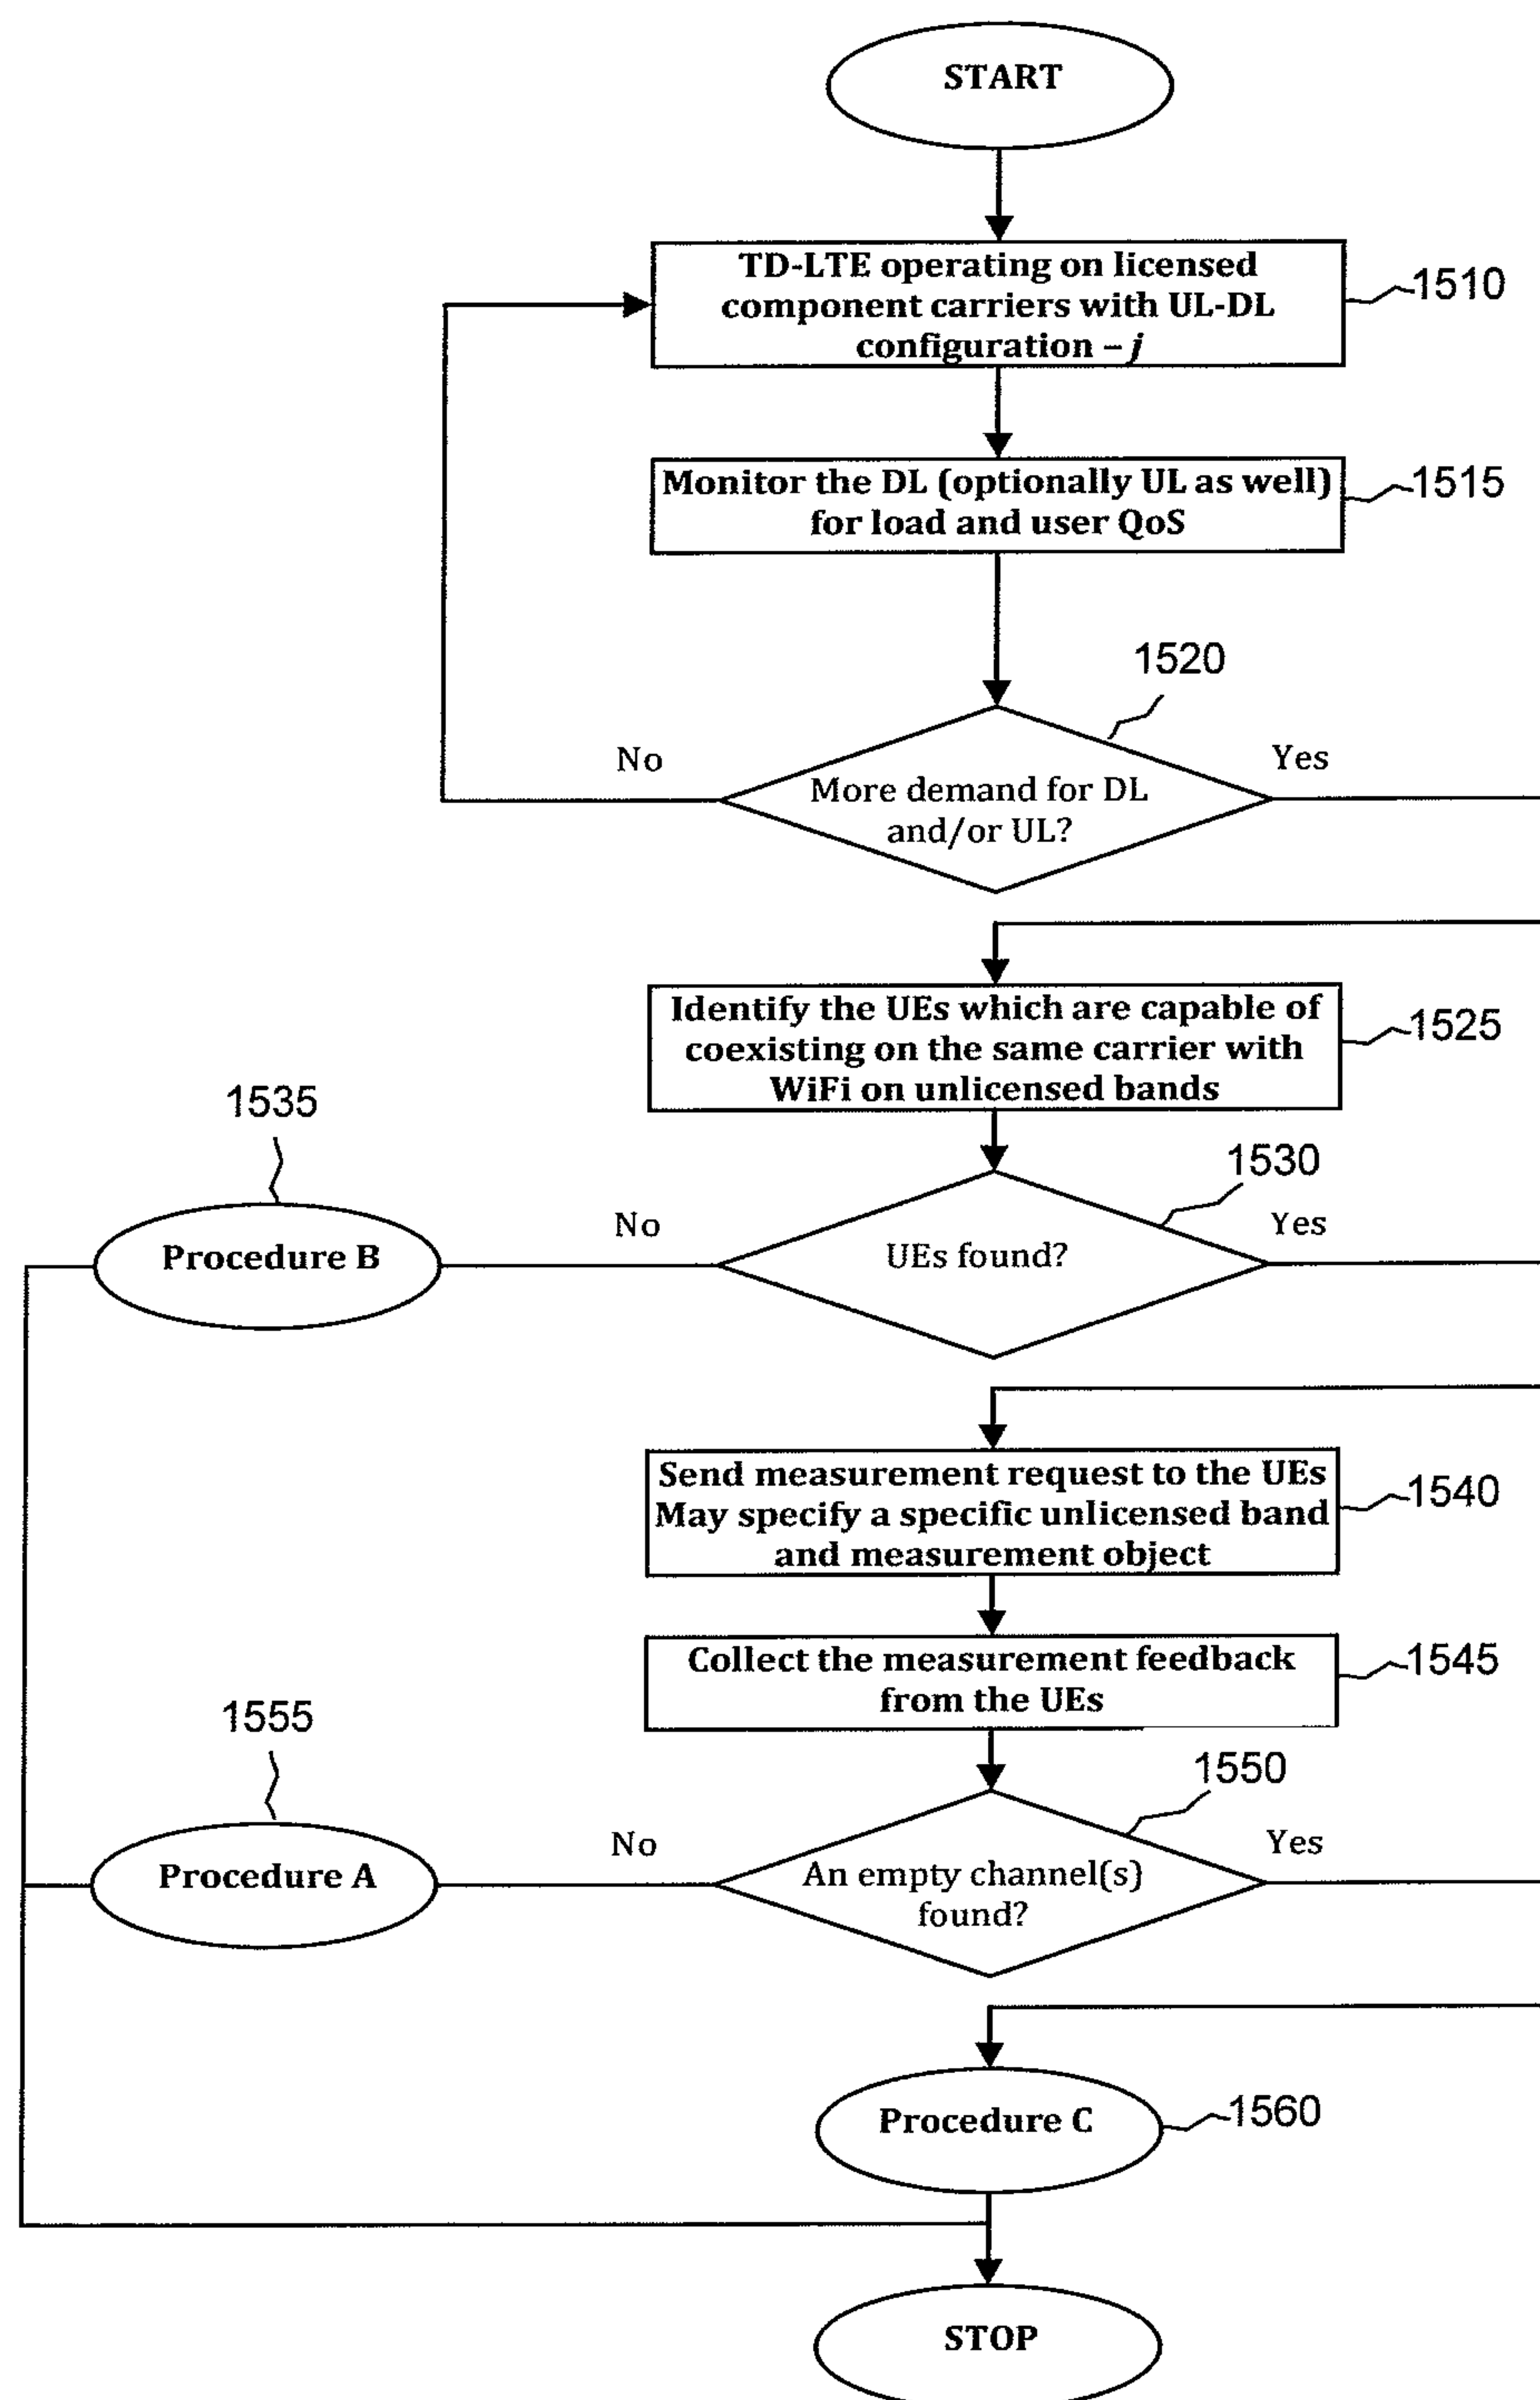 START
TD-LTE operating on licensed
component carriers with UL-DL
configuration – j
1510
Monitor the DL (optionally UL as well)
for load and user QoS
1515
1520
No
Yes
More demand for DL
and/or UL?
Identify the UEs which are capable of
coexisting on the same carrier with
WiFi on unlicensed bands
1525
1535
1530
Procedure B
No
UEs found?
Yes
Send measurement request to the UEs
May specify a specific unlicensed band
and measurement object
1540
Collect the measurement feedback
from the UEs
1545
1555
1550
Procedure A
No
An empty channel(s)
found?
Yes
Procedure C
1560
STOP